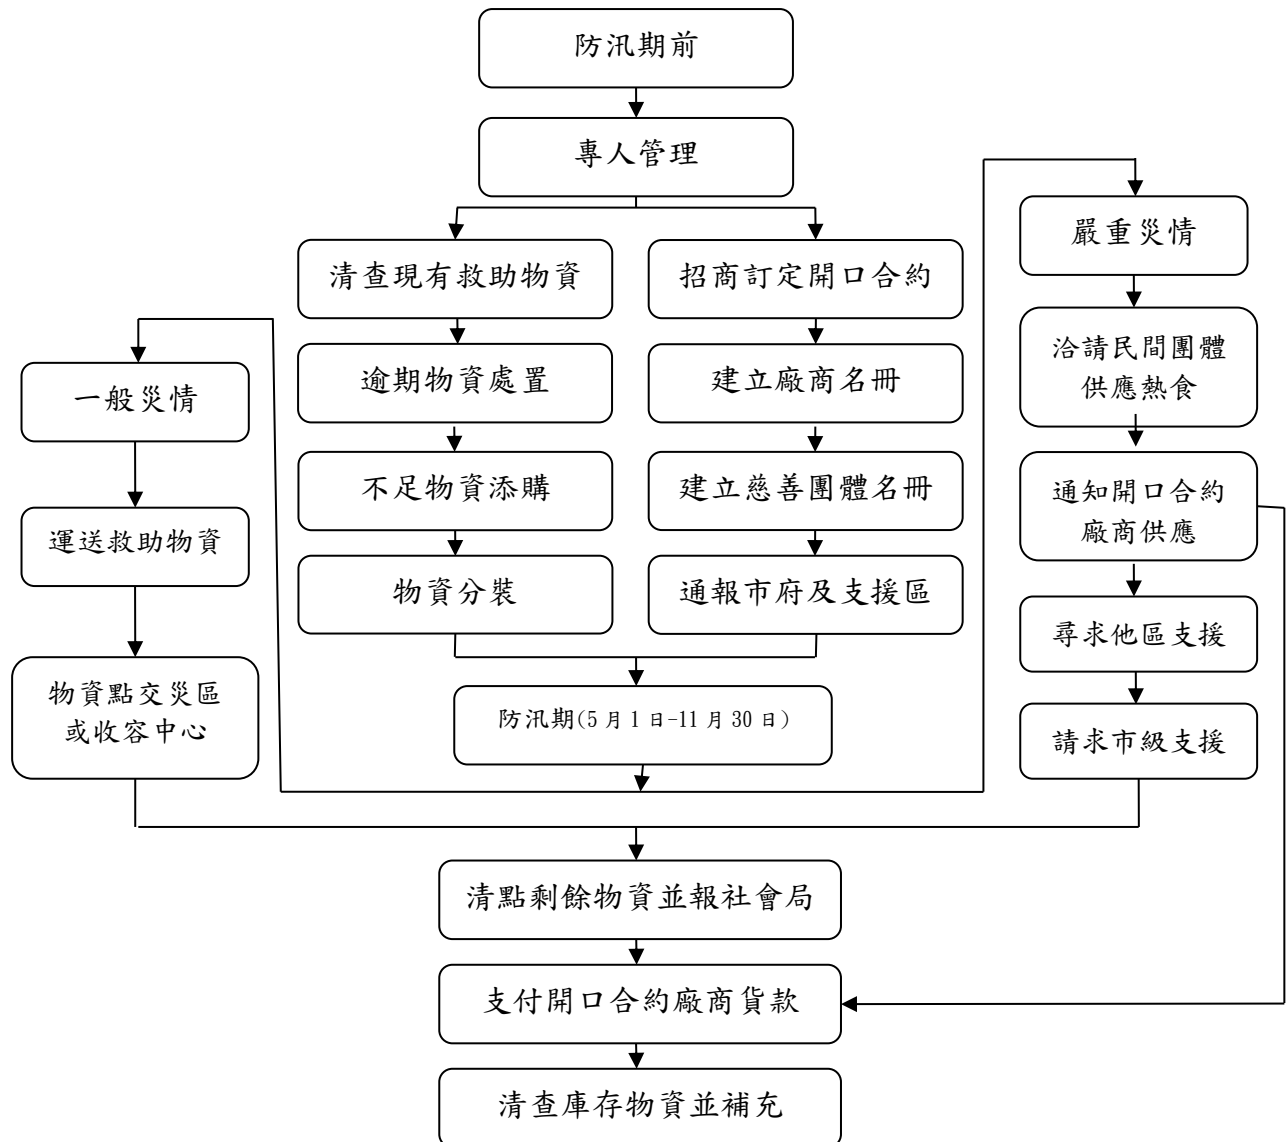 防汛期前
專人管理
嚴重災情
清查現有救助物資
招商訂定開口合約
洽請民間團體
供應熱食
一般災情
逾期物資處置
建立廠商名冊
不足物資添購
建立慈善團體名冊
通知開口合約
廠商供應
運送救助物資
物資分裝
通報市府及支援區
尋求他區支援
物資點交災區
或收容中心
防汛期(5月1日-11月30日)
請求市級支援
清點剩餘物資並報社會局
支付開口合約廠商貨款
清查庫存物資並補充